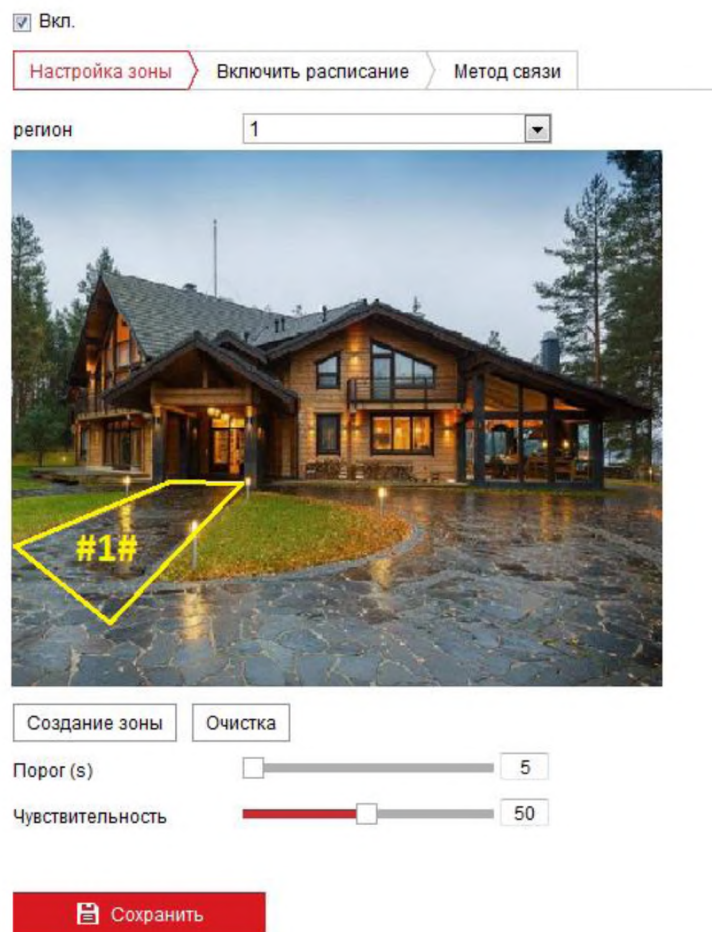 Вкл.
Настройка зоны Включить расписание Метод связи
регион 1
#1#
Создание зоны Очистка
Порог (s) 5
Чувствительность 50
Сохранить